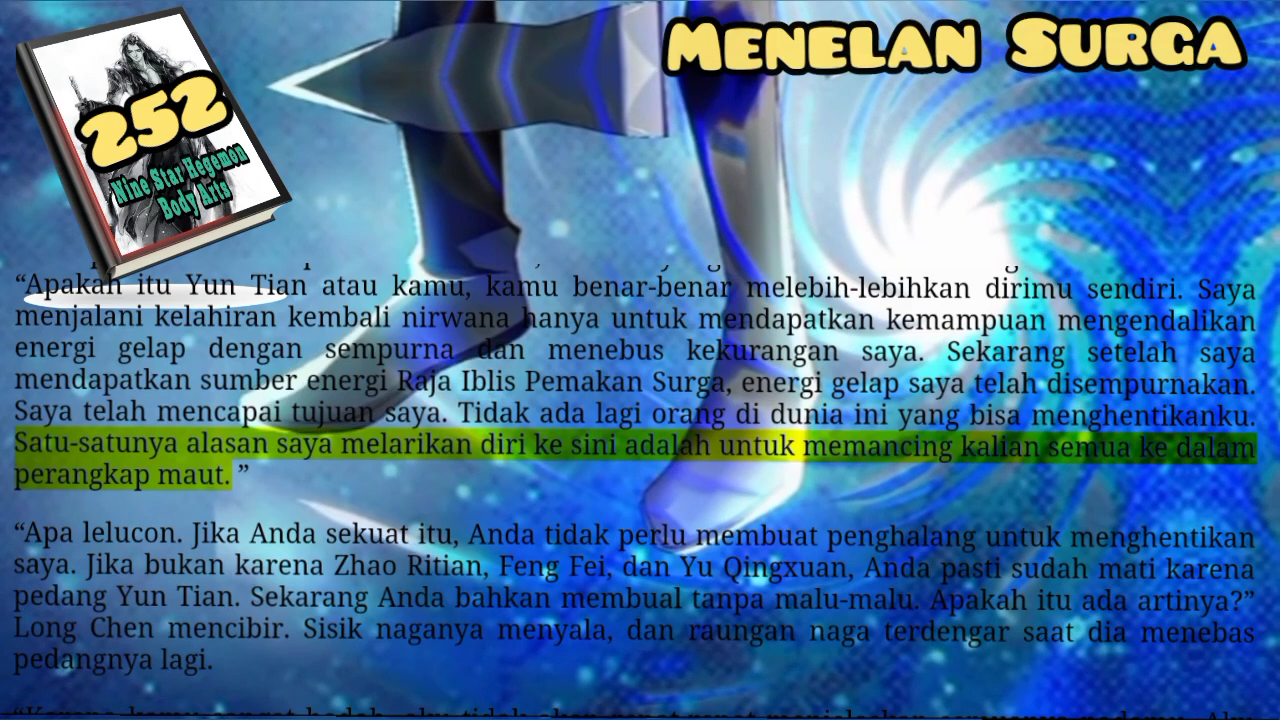 Menelan Surga
252
Nine Star Hegemon
Body Arts
“Apakah itu Yun Tian atau kamu, kamu benar-benar melebih-lebihkan dirimu sendiri. Saya
menjalani kelahiran kembali nirwana hanya untuk mendapatkan kemampuan mengendalikan
energi gelap dengan sempurna dan menebus kekurangan saya. Sekarang setelah saya
mendapatkan sumber energi Raja Iblis Pemakan Surga, energi gelap saya telah disempurnakan.
Saya telah mencapai tujuan saya. Tidak ada lagi orang di dunia ini yang bisa menghentikanku.
Satu-satunya alasan saya melarikan diri ke sini adalah untuk memancing kalian semua ke dalam
perangkap maut. ”
“Apa lelucon. Jika Anda sekuat itu, Anda tidak perlu membuat penghalang untuk menghentikan
saya. Jika bukan karena Zhao Ritian, Feng Fei, dan Yu Qingxuan, Anda pasti sudah mati karena
pedang Yun Tian. Sekarang Anda bahkan membual tanpa malu-malu. Apakah itu ada artinya?”
Long Chen mencibir. Sisik naganya menyala, dan raungan naga terdengar saat dia menebas
pedangnya lagi.